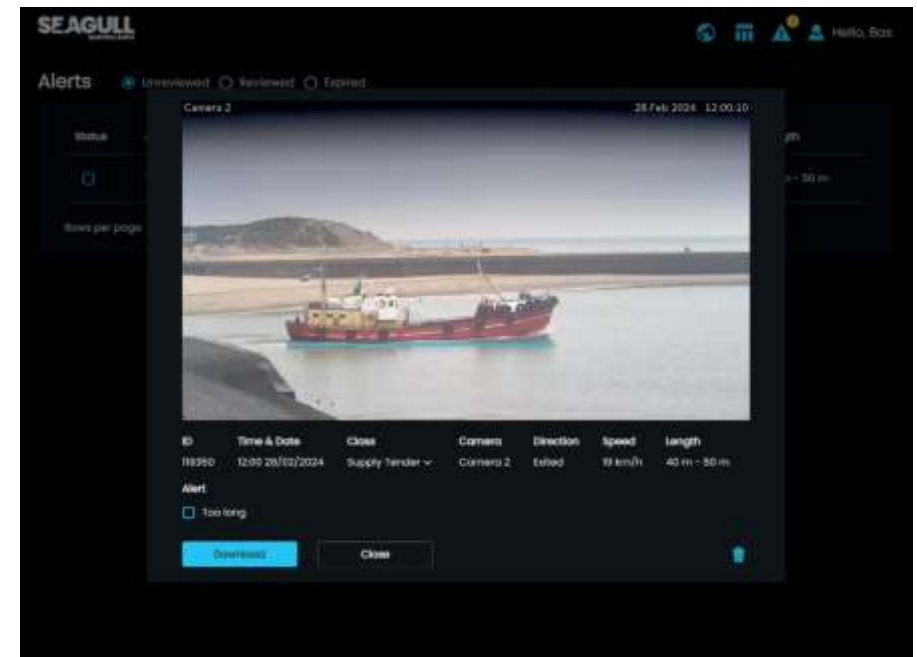 SEAGULL
Hello, Bas
Alerts Unreviewed Reviewed Expired
Camera 2 28 Feb 2024 12:00:10
Status
- 50 m
Rows per page
ID Time & Date Class Camera Direction Speed Length
119350 12:00 28/02/2024 Supply Tender Camera 2 Exited 19 km/h 40 m - 50 m
Alert
Too long
Download Close